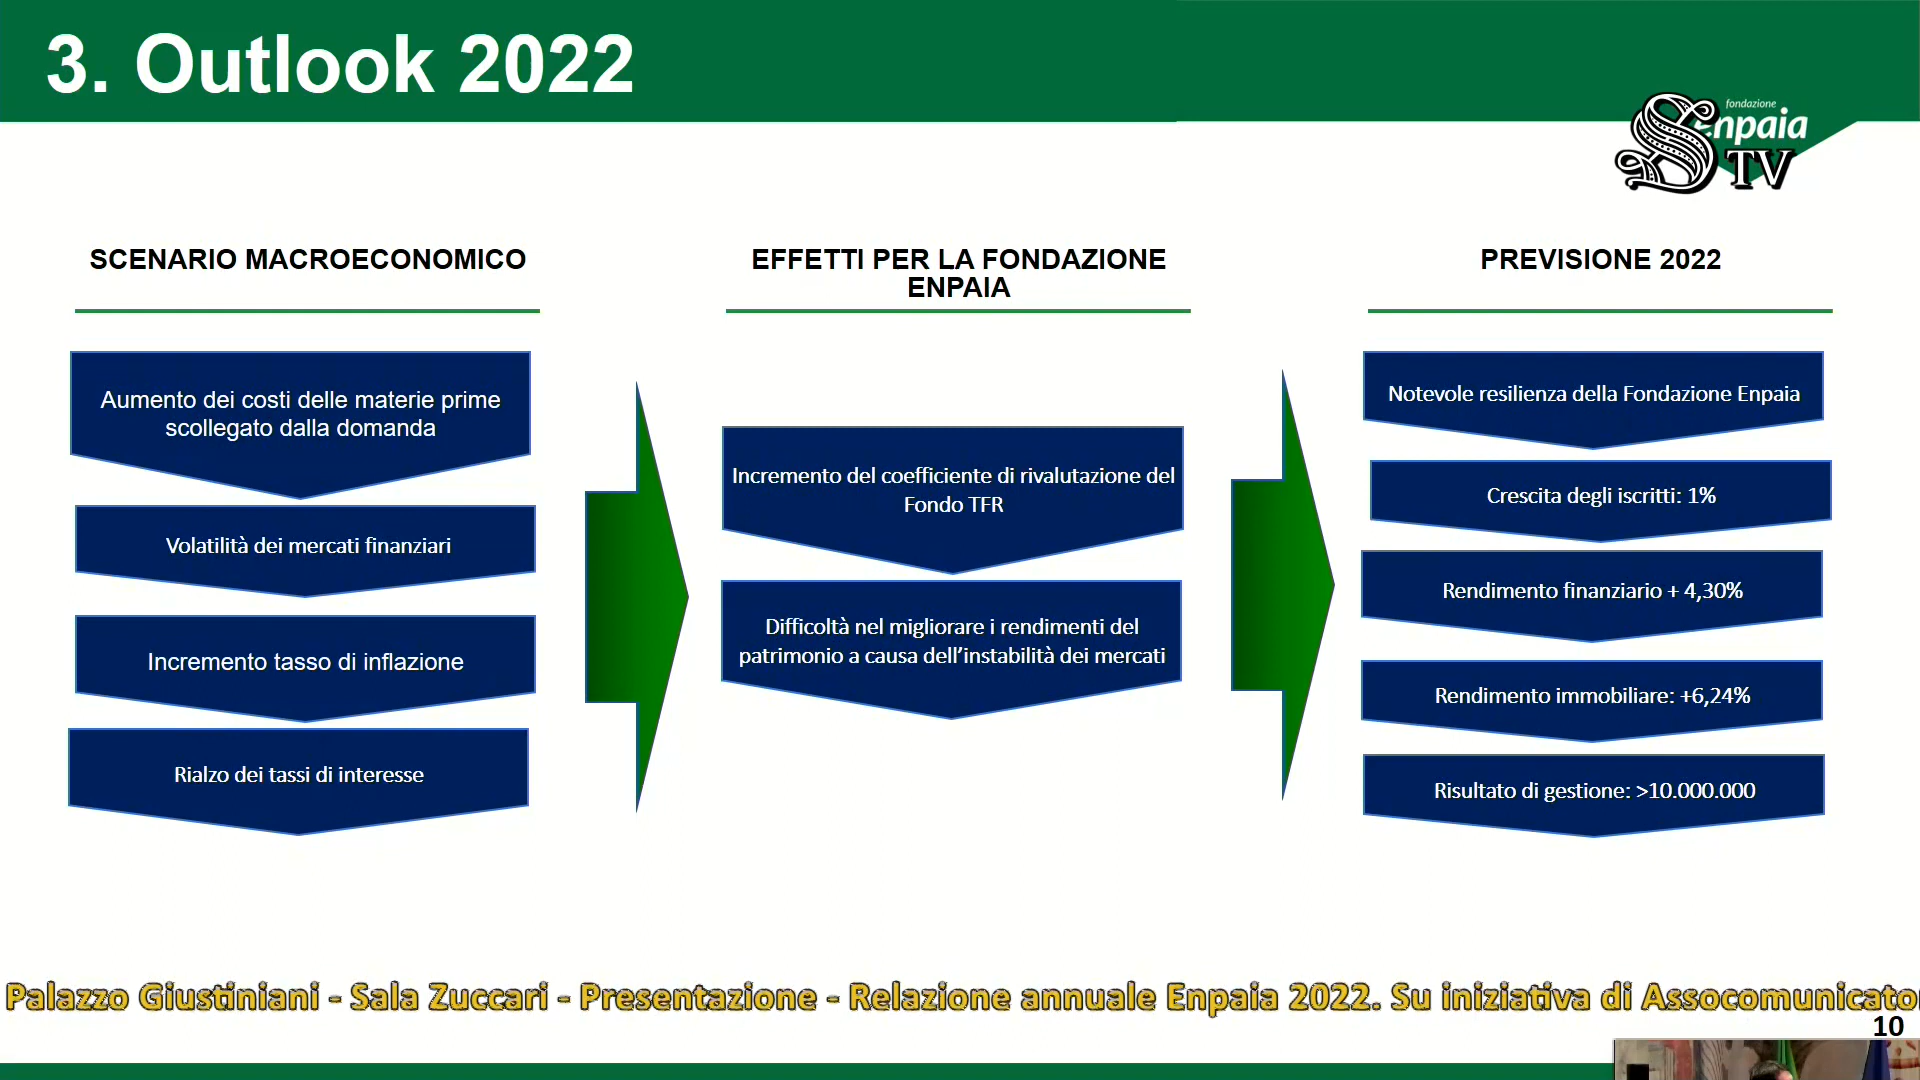 3. Outlook 2022
fondazione
enpaia
S TV
SCENARIO MACROECONOMICO
Aumento dei costi delle materie prime
scollegato dalla domanda
Volatilità dei mercati finanziari
Incremento tasso di inflazione
Rialzo dei tassi di interesse
EFFETTI PER LA FONDAZIONE
ENPAIA
Incremento del coefficiente di rivalutazione del
Fondo TFR
Difficoltà nel migliorare i rendimenti del
patrimonio a causa dell’instabilità dei mercati
PREVISIONE 2022
Notevole resilienza della Fondazione Enpaia
Crescita degli iscritti: 1%
Rendimento finanziario + 4,30%
Rendimento immobiliare: +6,24%
Risultato di gestione: >10.000.000
Palazzo Giustiniani - Sala Zuccari - Presentazione - Relazione annuale Enpaia 2022. Su iniziativa di Assocomunicato
10